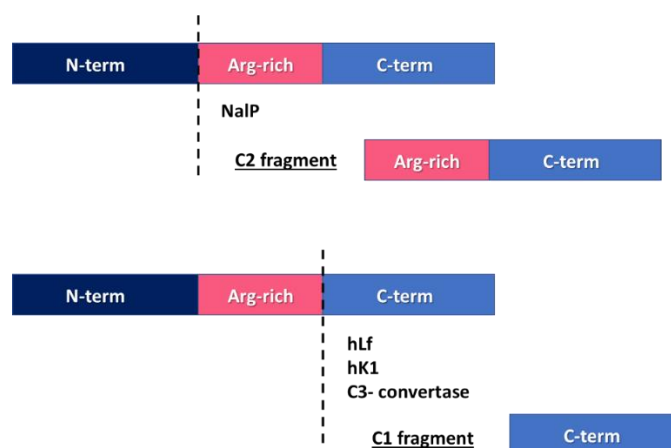 N-term Arg-rich C-term
NalP
C2 fragment Arg-rich C-term
N-term Arg-rich C-term
hLf
hK1
C3- convertase
C1 fragment C-term